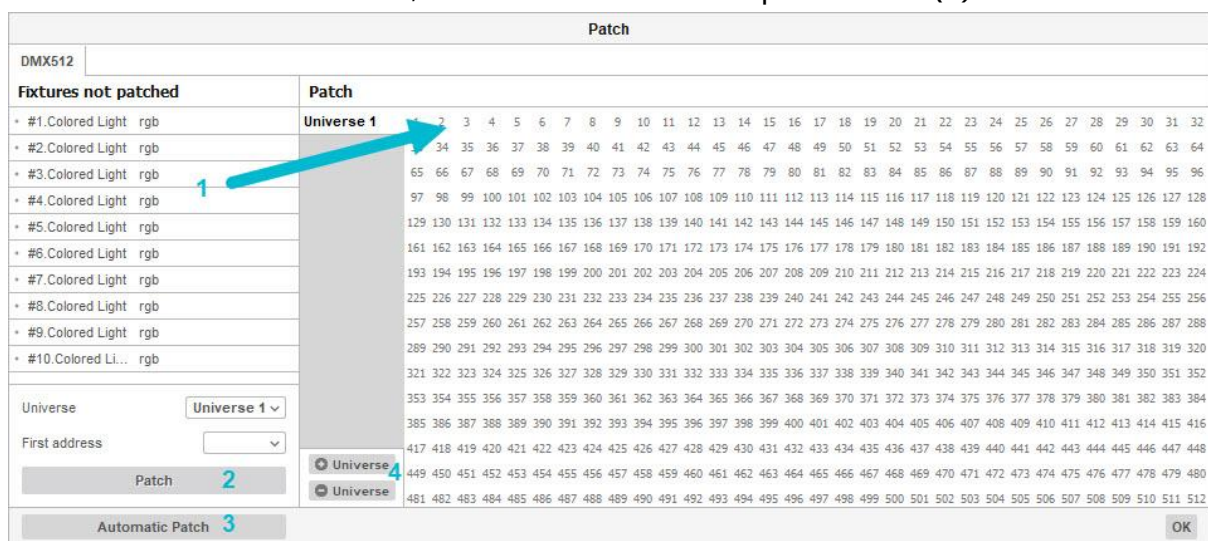 Patch
DMX512
Fixtures not patched
#1.Colored Light rgb
#2.Colored Light rgb
#3.Colored Light rgb
#4.Colored Light rgb
#5.Colored Light rgb
#6.Colored Light rgb
#7.Colored Light rgb
#8.Colored Light rgb
#9.Colored Light rgb
#10.Colored Li... rgb
1
Universe Universe 1
First address
Patch 2
Automatic Patch 3
Patch
Universe 1
Universe
4
Universe
1 2 3 4 5 6 7 8 9 10 11 12 13 14 15 16 17 18 19 20 21 22 23 24 25 26 27 28 29 30 31 32
34 35 36 37 38 39 40 41 42 43 44 45 46 47 48 49 50 51 52 53 54 55 56 57 58 59 60 61 62 63 64
65 66 67 68 69 70 71 72 73 74 75 76 77 78 79 80 81 82 83 84 85 86 87 88 89 90 91 92 93 94 95 96
97 98 99 100 101 102 103 104 105 106 107 108 109 110 111 112 113 114 115 116 117 118 119 120 121 122 123 124 125 126 127 128
129 130 131 132 133 134 135 136 137 138 139 140 141 142 143 144 145 146 147 148 149 150 151 152 153 154 155 156 157 158 159 160
161 162 163 164 165 166 167 168 169 170 171 172 173 174 175 176 177 178 179 180 181 182 183 184 185 186 187 188 189 190 191 192
193 194 195 196 197 198 199 200 201 202 203 204 205 206 207 208 209 210 211 212 213 214 215 216 217 218 219 220 221 222 223 224
225 226 227 228 229 230 231 232 233 234 235 236 237 238 239 240 241 242 243 244 245 246 247 248 249 250 251 252 253 254 255 256
257 258 259 260 261 262 263 264 265 266 267 268 269 270 271 272 273 274 275 276 277 278 279 280 281 282 283 284 285 286 287 288
289 290 291 292 293 294 295 296 297 298 299 300 301 302 303 304 305 306 307 308 309 310 311 312 313 314 315 316 317 318 319 320
321 322 323 324 325 326 327 328 329 330 331 332 333 334 335 336 337 338 339 340 341 342 343 344 345 346 347 348 349 350 351 352
353 354 355 356 357 358 359 360 361 362 363 364 365 366 367 368 369 370 371 372 373 374 375 376 377 378 379 380 381 382 383 384
385 386 387 388 389 390 391 392 393 394 395 396 397 398 399 400 401 402 403 404 405 406 407 408 409 410 411 412 413 414 415 416
417 418 419 420 421 422 423 424 425 426 427 428 429 430 431 432 433 434 435 436 437 438 439 440 441 442 443 444 445 446 447 448
449 450 451 452 453 454 455 456 457 458 459 460 461 462 463 464 465 466 467 468 469 470 471 472 473 474 475 476 477 478 479 480
481 482 483 484 485 486 487 488 489 490 491 492 493 494 495 496 497 498 499 500 501 502 503 504 505 506 507 508 509 510 511 512
OK